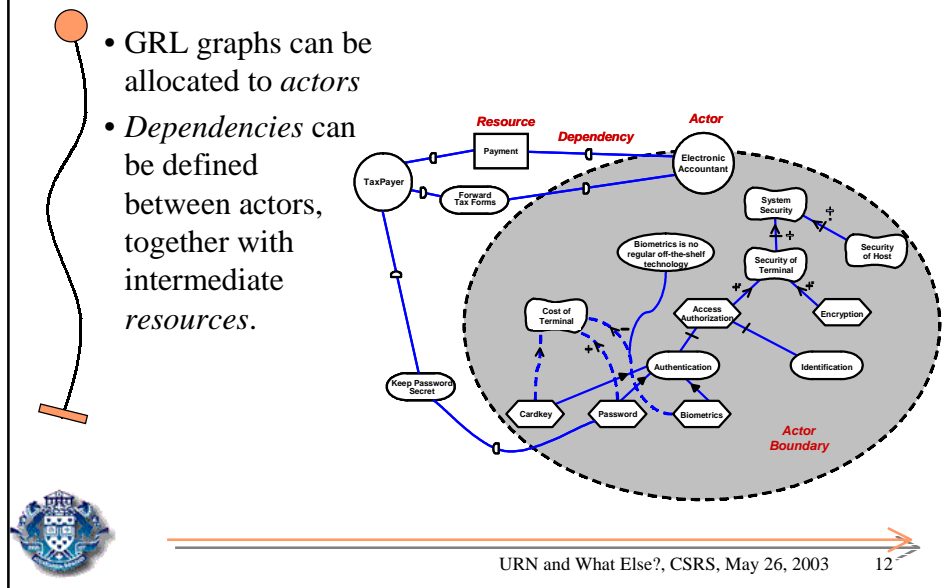 • GRL graphs can be
allocated to actors
• Dependencies can
be defined
between actors,
together with
intermediate
resources.
Resource
Dependency
Actor
Payment
Electronic
Accountant
TaxPayer
Forward
Tax Forms
System
Security
Biometrics is no
regular off-the-shelf
technology
Security of
Terminal
Security
of Host
Cost of
Terminal
Access
Authorization
Encryption
Authentication
Identification
Keep Password
Secret
Cardkey
Password
Biometrics
Actor
Boundary
URN and What Else?, CSRS, May 26, 2003
12